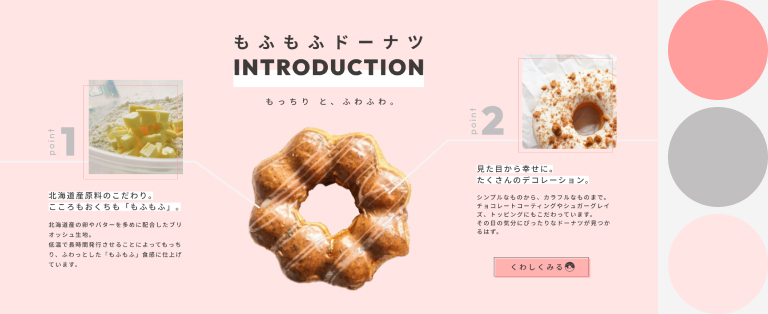 もふもふドーナツ
INTRODUCTION
もっちり と、ふわふわ。
point 1
北海道産原料のこだわり。
こころもおくちも「もふもふ」。
北海道産の卵やバターを多めに配合したブリ
オッシュ生地。
低温で長時間発行させることによってもっち
り、ふわっとした「もふもふ」食感に仕上げ
ています。
point 2
見た目から幸せに。
たくさんのデコレーション。
シンプルなものから、カラフルなものまで。
チョコレートコーティングやシュガーグレイ
ズ、トッピングにもこだわっています。
その日の気分にぴったりなドーナツが見つか
るはず。
くわしくみる